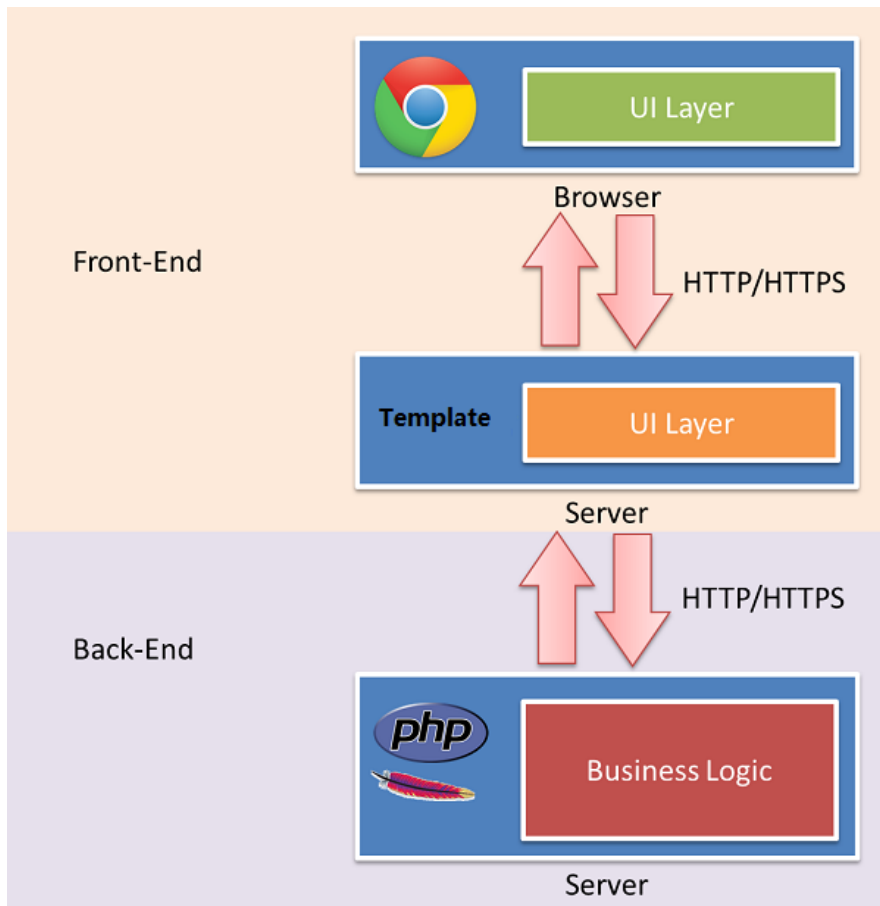 UI Layer
Browser
Front-End
HTTP/HTTPS
Template
UI Layer
Server
HTTP/HTTPS
Back-End
php
Business Logic
Server